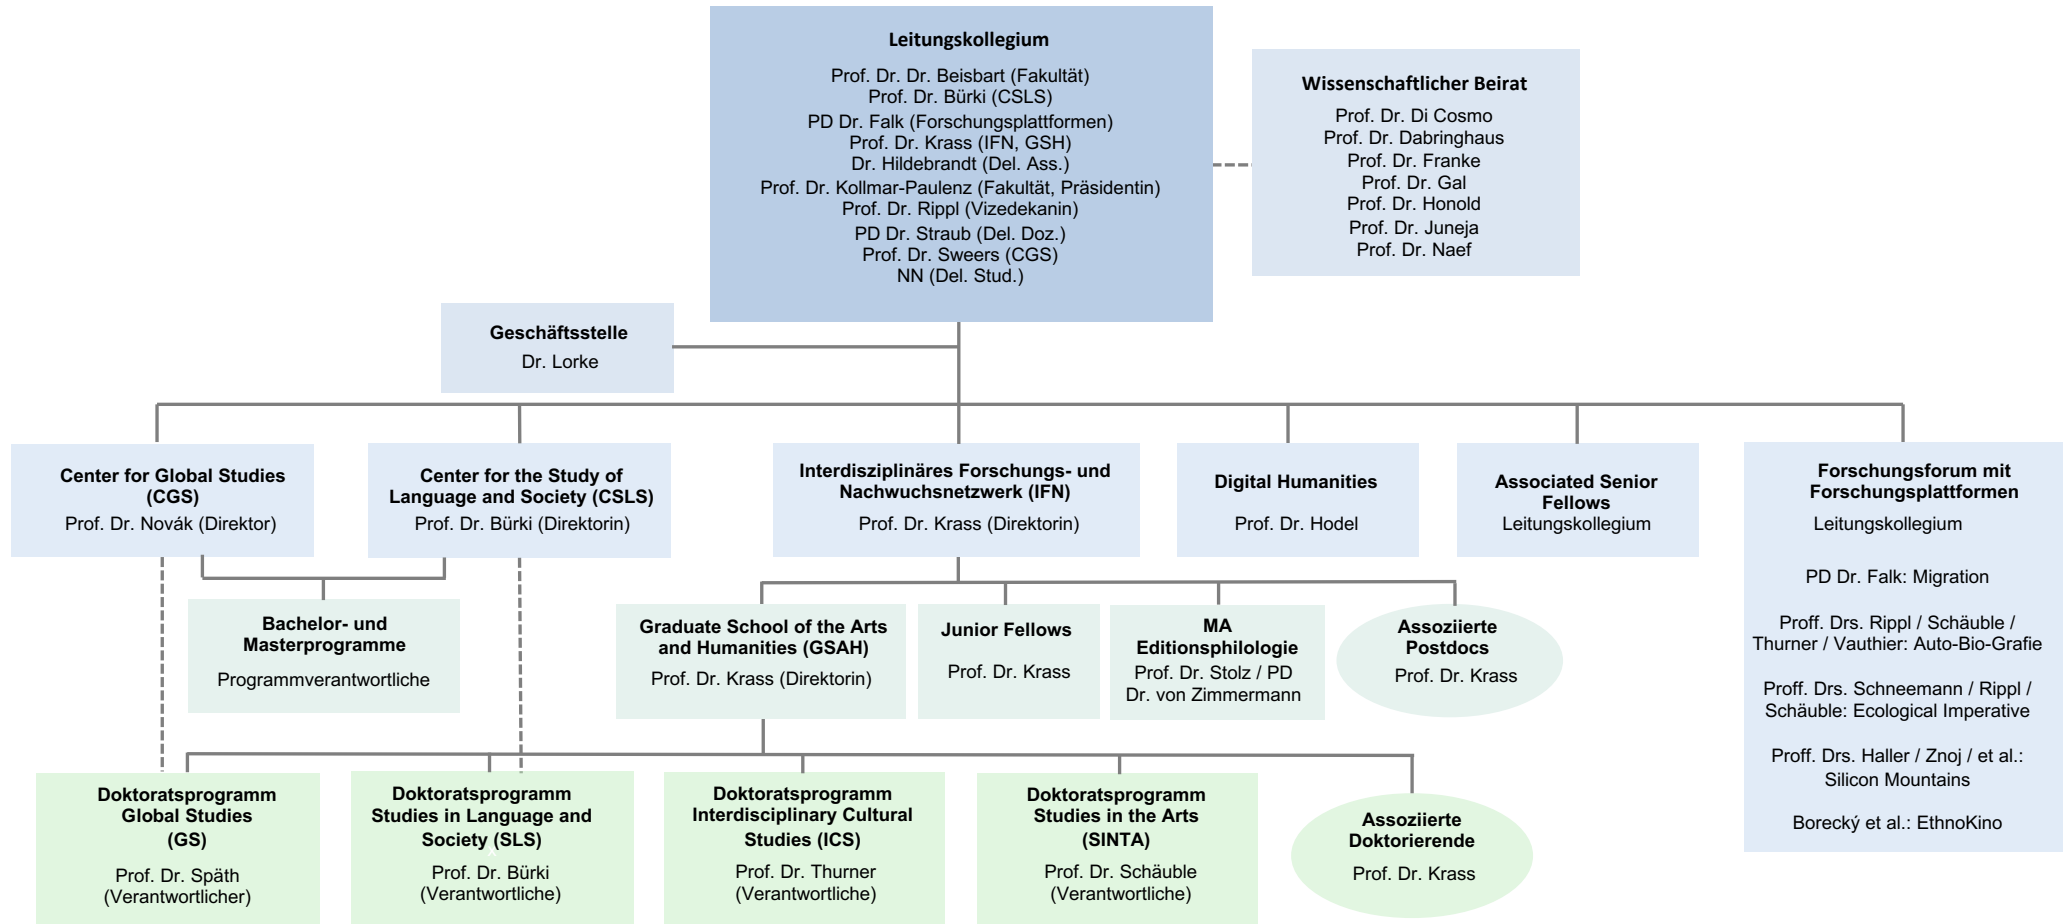 Leitungskollegium
Prof. Dr. Dr. Beisbart (Fakultät)
Prof. Dr. Bürki (CSLS)
PD Dr. Falk (Forschungsplattformen)
Prof. Dr. Krass (IFN, GSH)
Dr. Hildebrandt (Del. Ass.)
Prof. Dr. Kollmar-Paulenz (Fakultät, Präsidentin)
Prof. Dr. Rippl (Vizedekanin)
PD Dr. Straub (Del. Doz.)
Prof. Dr. Sweers (CGS)
NN (Del. Stud.)
Wissenschaftlicher Beirat
Prof. Dr. Di Cosmo
Prof. Dr. Dabringhaus
Prof. Dr. Franke
Prof. Dr. Gal
Prof. Dr. Honold
Prof. Dr. Juneja
Prof. Dr. Naef
Geschäftsstelle
Dr. Lorke
Center for Global Studies
(CGS)
Prof. Dr. Novák (Direktor)
Center for the Study of
Language and Society (CSLS)
Prof. Dr. Bürki (Direktorin)
Interdisziplinäres Forschungs- und
Nachwuchsnetzwerk (IFN)
Prof. Dr. Krass (Direktorin)
Digital Humanities
Prof. Dr. Hodel
Associated Senior
Fellows
Leitungskollegium
Forschungsforum mit
Forschungsplattformen
Leitungskollegium
PD Dr. Falk: Migration
Proff. Drs. Rippl / Schäuble /
Thurner / Vauthier: Auto-Bio-Grafie
Proff. Drs. Schneemann / Rippl /
Schäuble: Ecological Imperative
Proff. Drs. Haller / Znoj / et al.:
Silicon Mountains
Borecký et al.: EthnoKino
Bachelor- und
Masterprogramme
Programmverantwortliche
Graduate School of the Arts
and Humanities (GSAH)
Prof. Dr. Krass (Direktorin)
Junior Fellows
Prof. Dr. Krass
MA
Editionsphilologie
Prof. Dr. Stolz / PD
Dr. von Zimmermann
Assoziierte
Postdocs
Prof. Dr. Krass
Doktoratsprogramm
Global Studies
(GS)
Prof. Dr. Späth
(Verantwortlicher)
Doktoratsprogramm
Studies in Language and
Society (SLS)
Prof. Dr. Bürki
(Verantwortliche)
Doktoratsprogramm
Interdisciplinary Cultural
Studies (ICS)
Prof. Dr. Thurner
(Verantwortliche)
Doktoratsprogramm
Studies in the Arts
(SINTA)
Prof. Dr. Schäuble
(Verantwortliche)
Assoziierte
Doktorierende
Prof. Dr. Krass